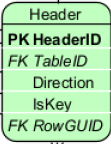 Header
PK HeaderID
FK TableID
Direction
IsKey
FK RowGUID